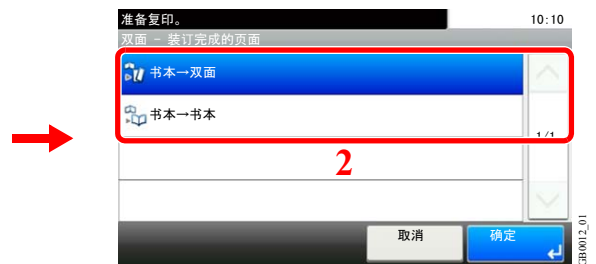 准备复印。 10:10
双面 - 装订完成的页面
书本→双面
书本→书本
1/1
2
取消 确定
GB0012_01